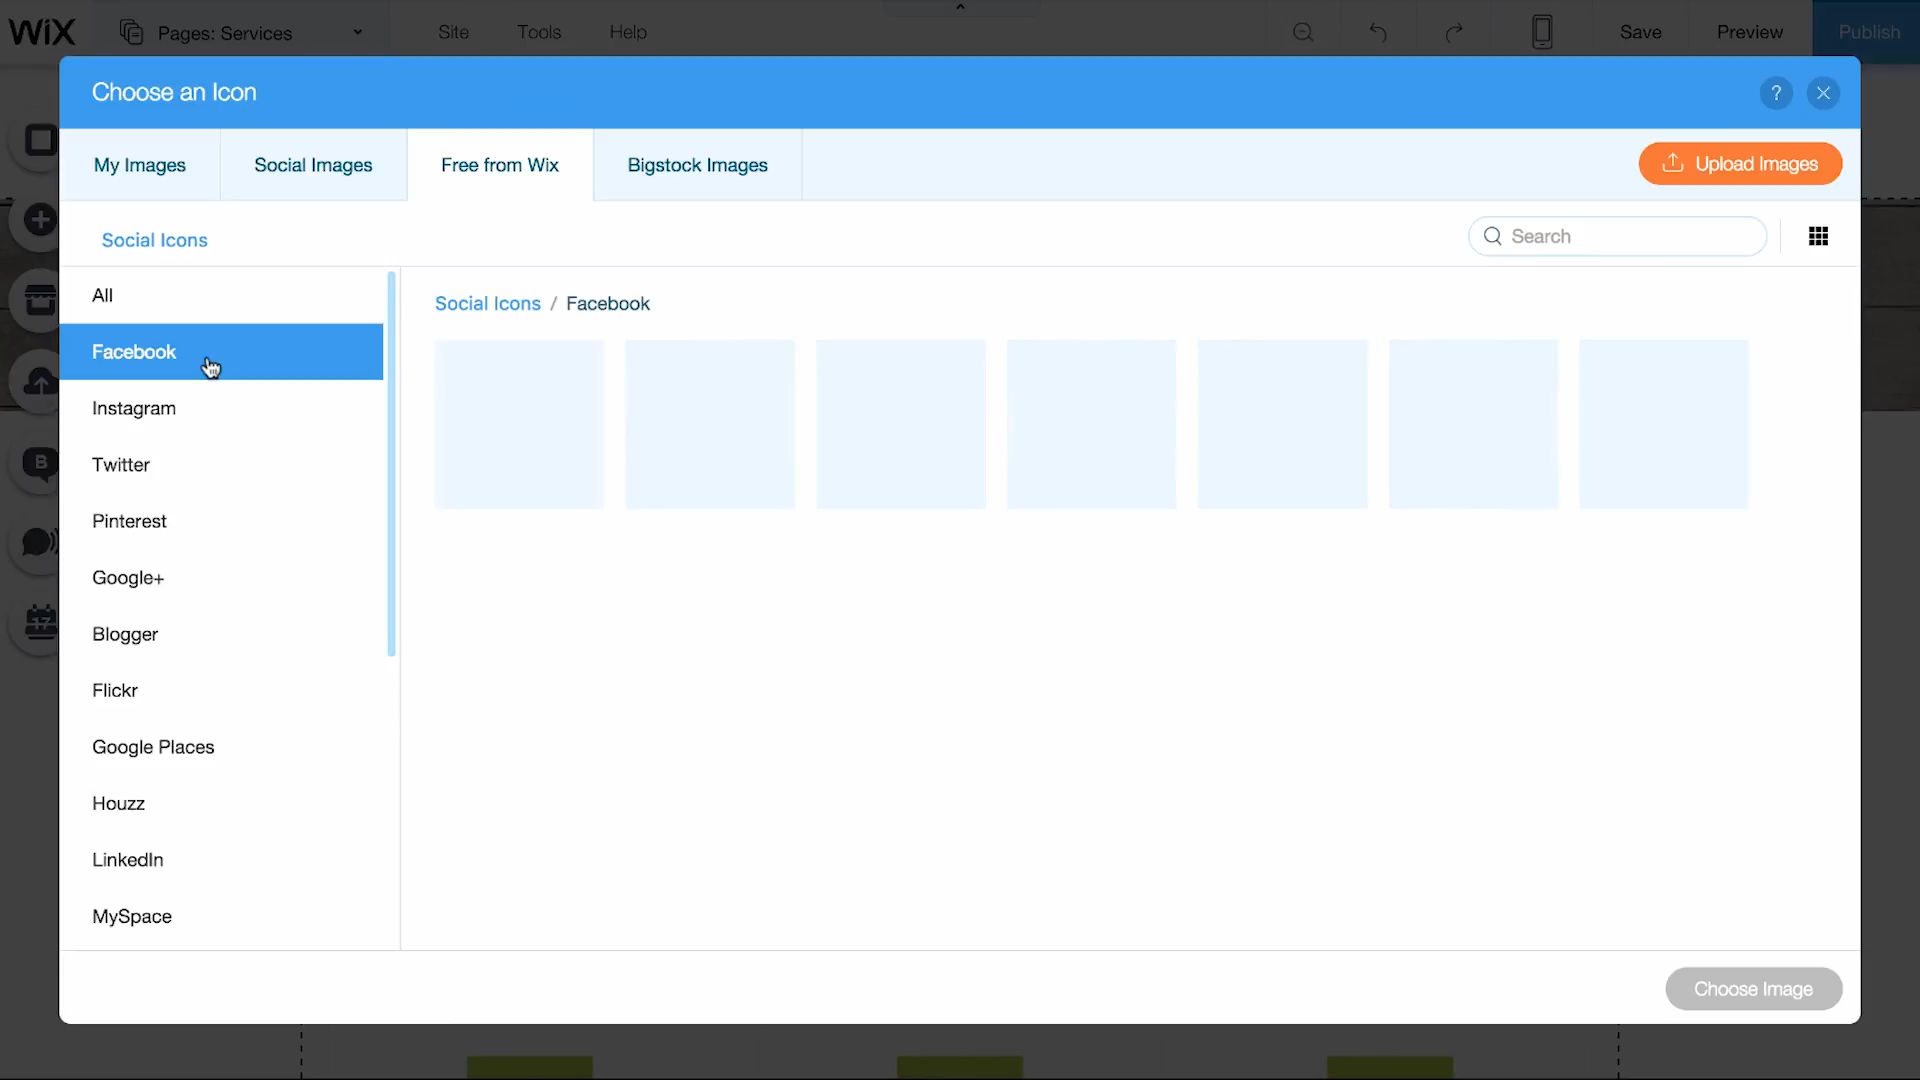 WiX
Pages: Services
Site
Tools
Help
Save
Preview
Publish
Choose an Icon
?
My Images
Social Images
Free from Wix
Bigstock Images
Upload Images
Social Icons
Search
All
Facebook
Instagram
Twitter
Pinterest
Google+
Blogger
Flickr
Google Places
Houzz
LinkedIn
MySpace
Social Icons / Facebook
B
17
Choose Image